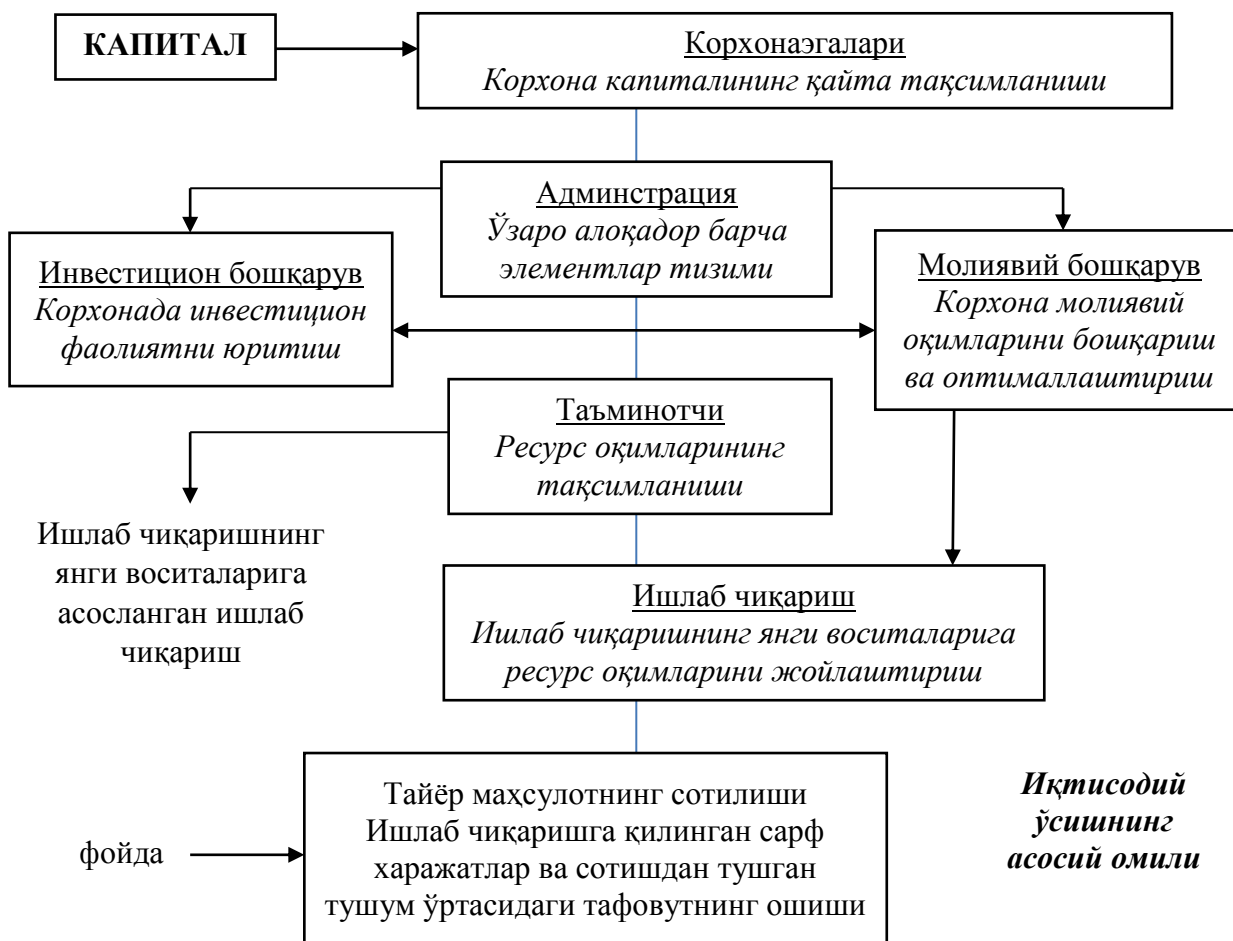 КАПИТАЛ
Корхонаэгалари
Корхона капиталининг қайта тақсимланиши
Админстрация
Ўзаро алоқадор барча
элементлар тизими
Инвестицион бошқарув
Корхонада инвестицион
фаолиятни юритиш
Молиявий бошқарув
Корхона молиявий
оқимларини бошқариш
ва оптималлаштириш
Таъминотчи
Ресурс оқимларининг
тақсимланиши
Ишлаб чиқаришнинг
янги воситаларига
асосланган ишлаб
чиқариш
Ишлаб чиқариш
Ишлаб чиқаришнинг янги воситаларига
ресурс оқимларини жойлаштириш
фойда
Тайёр маҳсулотнинг сотилиши
Ишлаб чиқаришга қилинган сарф
харажатлар ва сотишдан тушган
тушум ўртасидаги тафовутнинг ошиши
Иқтисодий
ўсишнинг
асосий омили